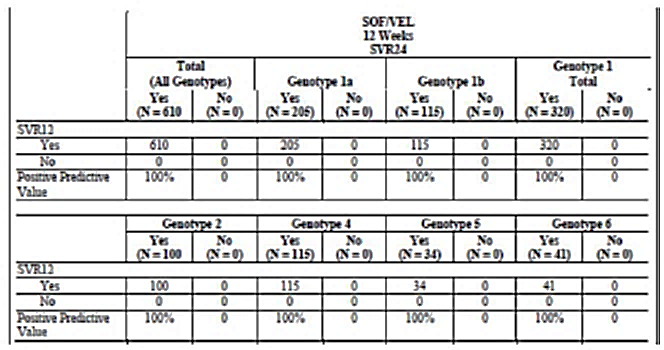 SOF/VEL
12 Weeks
SVR24
Total (All Genotypes) Genotype 1a Genotype 1b Genotype 1 Total
Yes (N = 610 No (N = 0) Yes (N = 205) No (N = 0) Yes (N = 115) No (N = 0) Yes (N = 320) No (N = 0)
SVR12
Yes 610 0 205 0 115 0 320 0
No 0 0 0 0 0 0 0 0
Positive Predictive Value 100% 0 100% 0 100% 0 100% 0
Genotype 2 Genotype 4 Genotype 5 Genotype 6
Yes (N = 100 No (N = 0) Yes (N = 115) No (N = 0) Yes (N = 34) No (N = 0) Yes (N = 41) No (N = 0)
SVR12
Yes 100 0 115 0 34 0 41 0
No 0 0 0 0 0 0 0 0
Positive Predictive Value 100% 0 100% 0 100% 0 100% 0